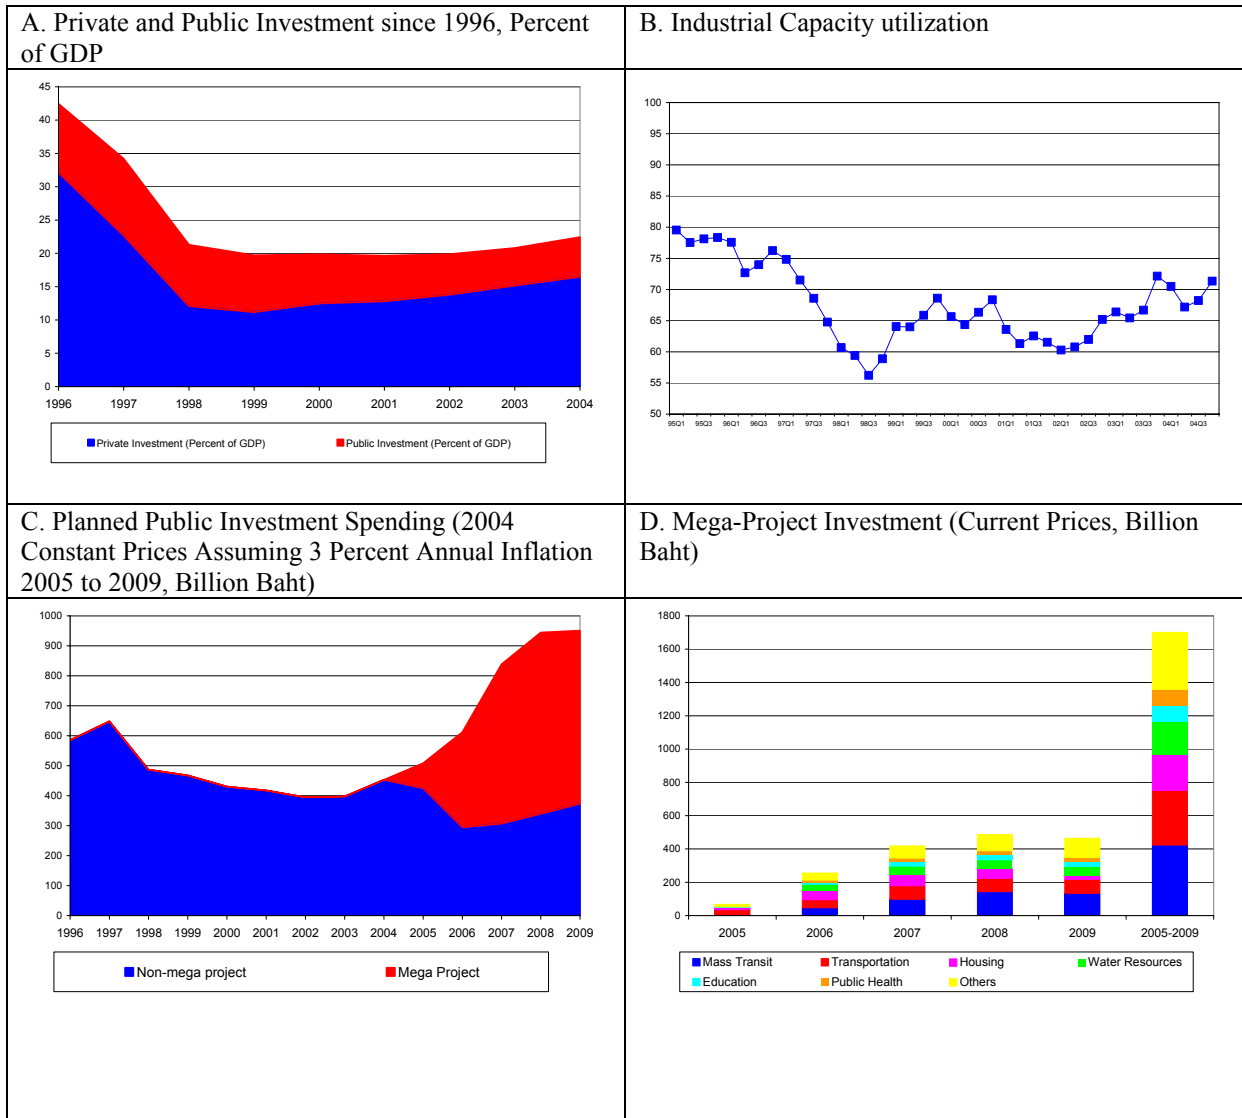 A. Private and Public Investment since 1996, Percent
of GDP
45
40
35
30
25
20
15
10
5
0
1996 1997 1998 1999 2000 2001 2002 2003 2004
Private Investment (Percent of GDP) Public Investment (Percent of GDP)
B. Industrial Capacity utilization
100
95
90
85
80
75
70
65
60
55
50
95Q1 95Q3 96Q1 96Q3 97Q1 97Q3 98Q1 98Q3 99Q1 99Q3 00Q1 00Q3 01Q1 01Q3 02Q1 02Q3 03Q1 03Q3 04Q1 04Q3
C. Planned Public Investment Spending (2004
Constant Prices Assuming 3 Percent Annual Inflation
2005 to 2009, Billion Baht)
1000
900
800
700
600
500
400
300
200
100
0
1996 1997 1998 1999 2000 2001 2002 2003 2004 2005 2006 2007 2008 2009
Non-mega project Mega Project
D. Mega-Project Investment (Current Prices, Billion
Baht)
1800
1600
1400
1200
1000
800
600
400
200
0
2005 2006 2007 2008 2009 2005-2009
Mass Transit Transportation Housing Water Resources
Education Public Health Others